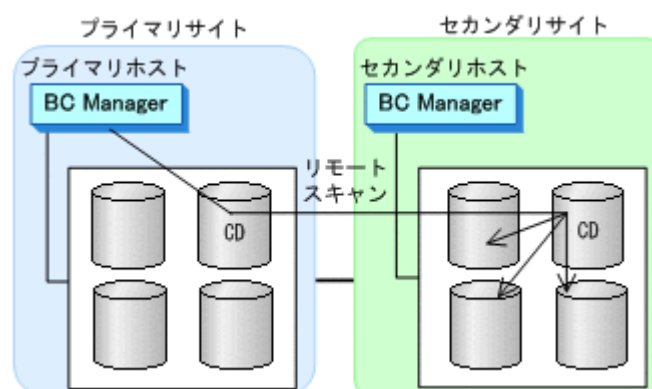 プライマリサイト
セカンダリサイト
プライマリホスト
BC Manager
セカンダリホスト
BC Manager
リモート
スキャン
CD
CD